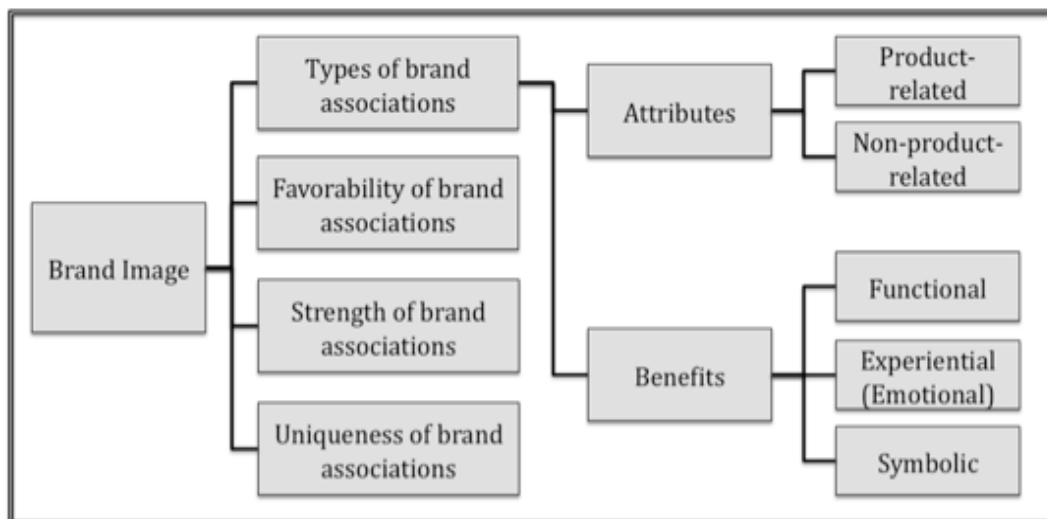 Brand Image
Types of brand
associations
Favorability of brand
associations
Strength of brand
associations
Uniqueness of brand
associations
Attributes
Benefits
Product-
related
Non-product-
related
Functional
Experiential
(Emotional)
Symbolic